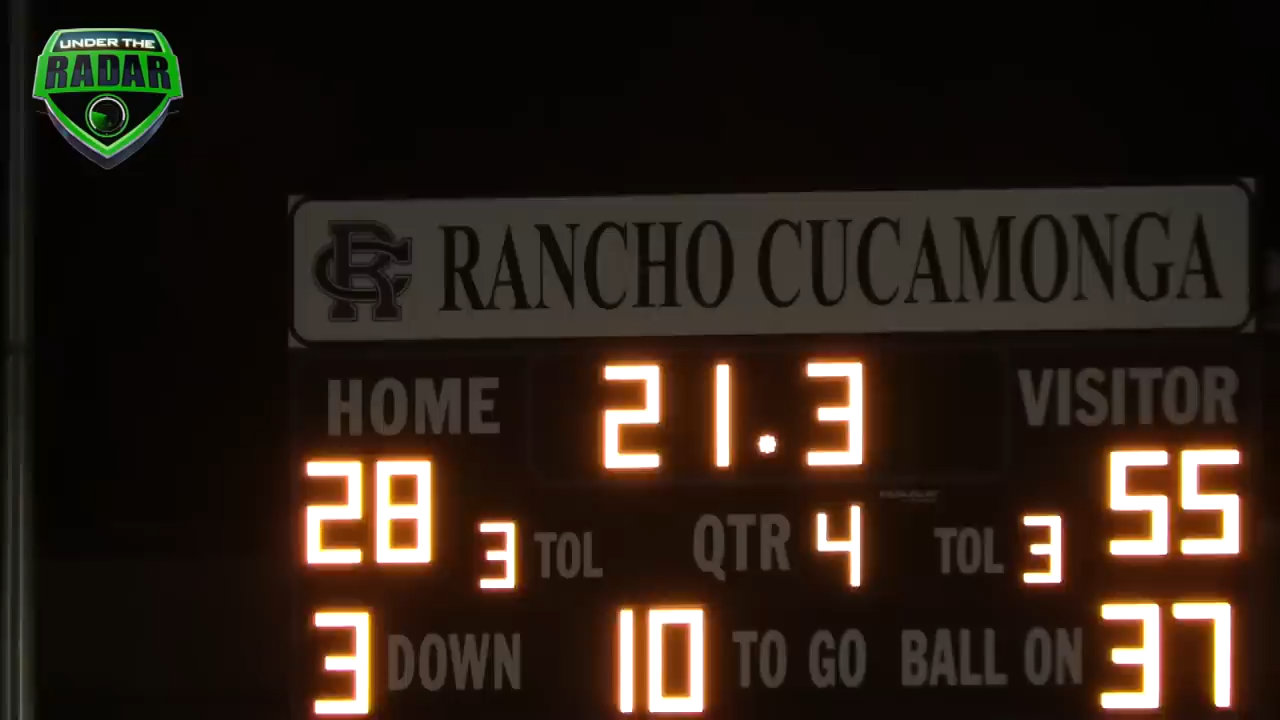 UNDER THE
RADAR
RC RANCHO CUCAMONGA
HOME 21.3 VISITOR
28 3 TOL QTR 4 TOL 3 55
3 DOWN 10 TO GO BALL ON 37